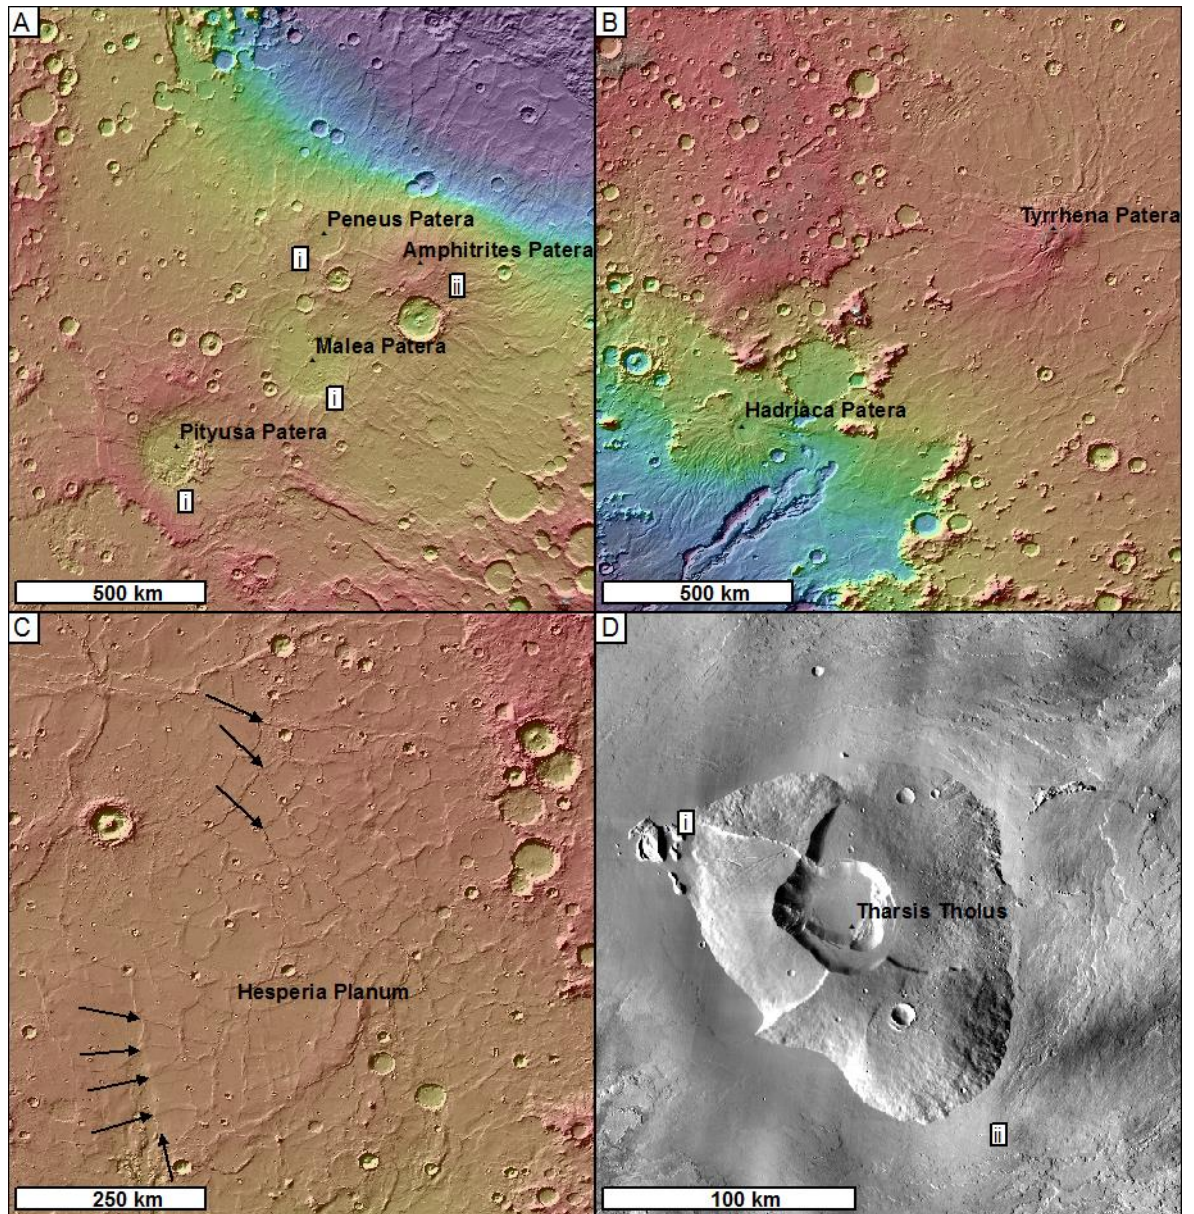 A
Peneus Patera
i
Amphitrites Patera
ii
Malea Patera
i
Pityusa Patera
i
500 km
B
Tyrrhena Patera
Hadriaca Patera
500 km
C
Hesperia Planum
250 km
D
i
Tharsis Tholus
ii
100 km